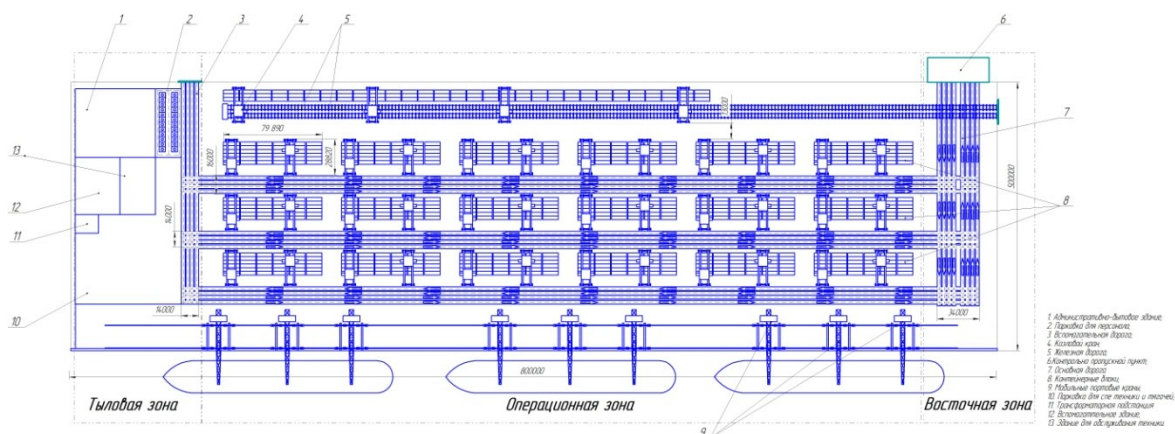 1
2
3
4
5
6
79 890
28620
16000
3600
7
500000
13
12
14000
8
11
10
14000
34000
800000
9
Тыловая зона
Операционная зона
Восточная зона
1 Административно-бытовое здание;
2. Парковка для персонала;
3. Вспомогательная дорога;
4. Козловой кран;
5. Железная дорога;
6.Контрольно пропускной пункт;
7. Основная дорога
8. Контейнерные блоки;
9. Мобильные портовые краны;
10. Парковка для спе техники и тягачей;
11 Трансформаторная подстанция
12 Вспомогательное здание;
13 Здание для обслуживания техники.